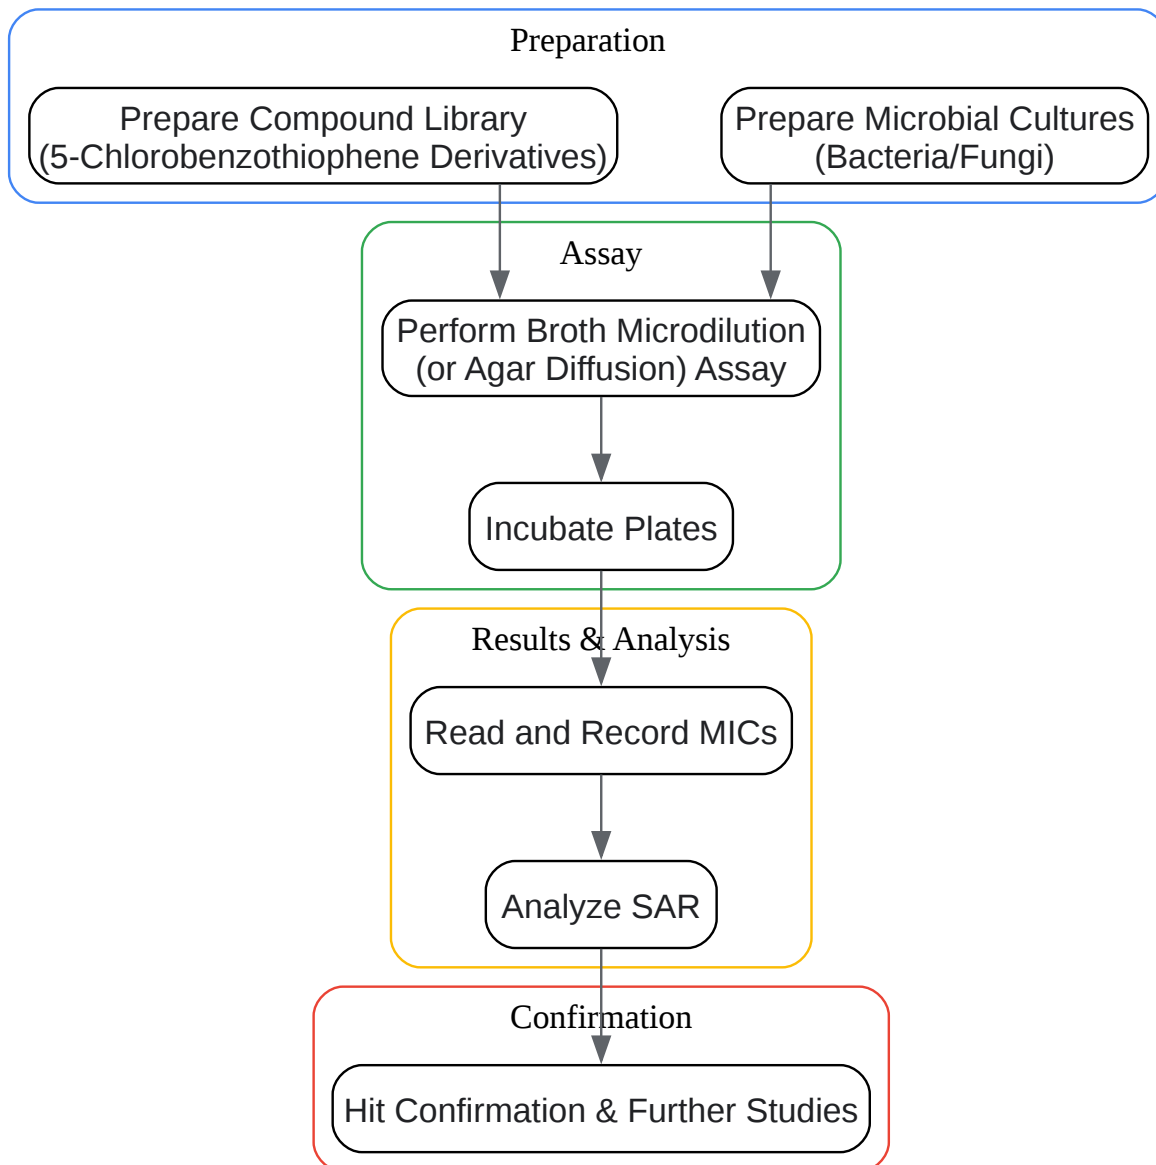 Preparation
Prepare Compound Library
(5-Chlorobenzothiophene Derivatives)
Prepare Microbial Cultures
(Bacteria/Fungi)
Assay
Perform Broth Microdilution
(or Agar Diffusion) Assay
Incubate Plates
Results & Analysis
Read and Record MICs
Analyze SAR
Confirmation
Hit Confirmation & Further Studies